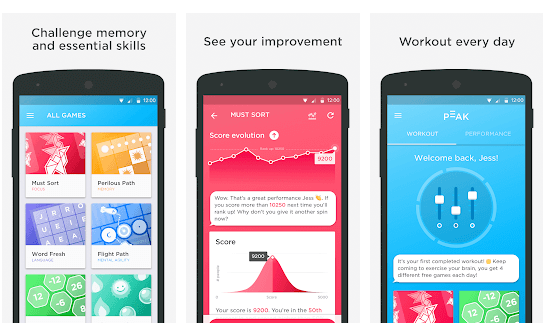 Challenge memory
and essential skills
12:00
ALL GAMES
Must Sort
FOCUS
Perilous Path
MEMORY
Word Fresh
LANGUAGE
Flight Path
MENTAL AGILITY
-12
-26
12
-6
-8
See your improvement
12:00
MUST SORT
Score evolution
9200
Wow. That's a great performance Jess 👏. If
you score more than 10250 next time you'll
rank up! Why don't you give it another spin
now?
Score
9200
Your score is 9200. You're in the 50th
Workout every day
12:00
PEAK
WORKOUT
PERFORMANCE
Welcome back, Jess!
It's your first completed workout! 😊 Keep
coming to exercise your brain, you get 4
different free games each day!
-12
-26